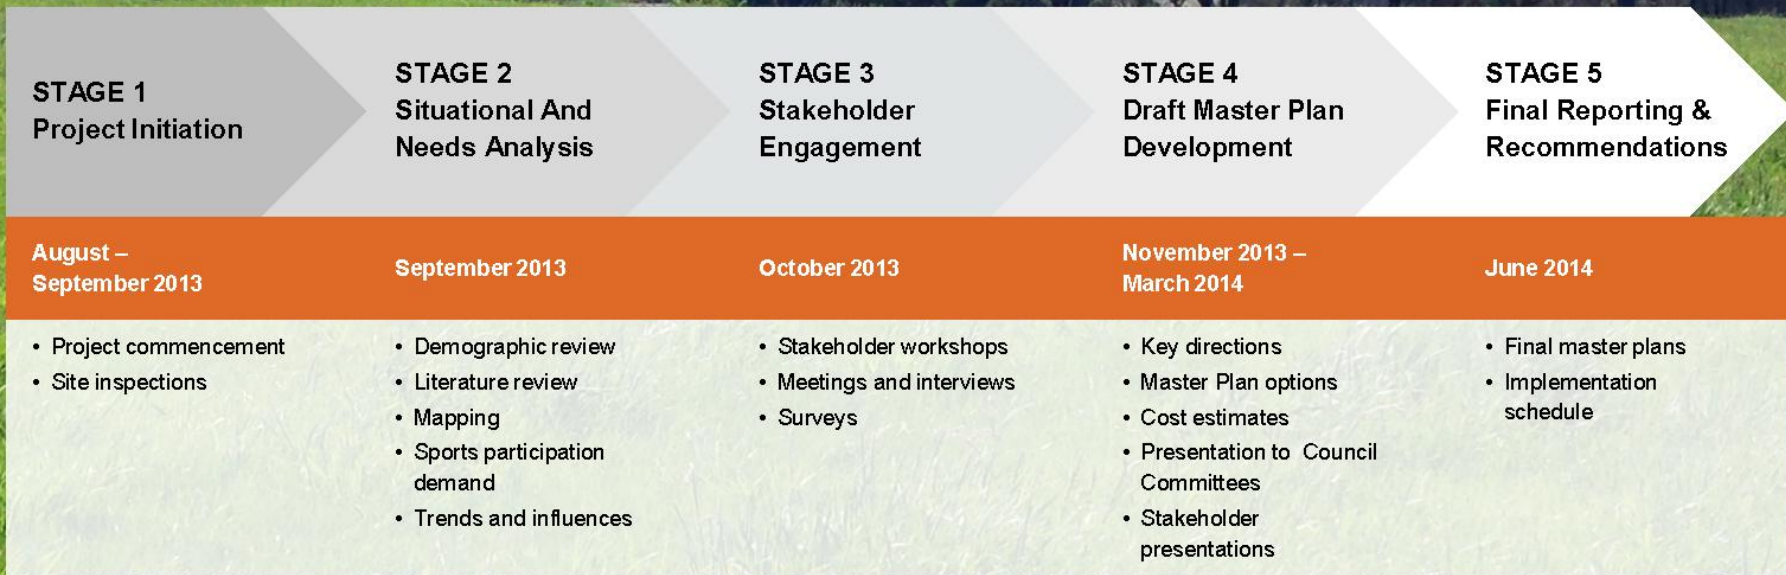 STAGE 1
Project Initiation
STAGE 2
Situational And
Needs Analysis
STAGE 3
Stakeholder
Engagement
STAGE 4
Draft Master Plan
Development
STAGE 5
Final Reporting &
Recommendations
August –
September 2013
September 2013
October 2013
November 2013 –
March 2014
June 2014
• Project commencement
• Site inspections
• Demographic review
• Literature review
• Mapping
• Sports participation
demand
• Trends and influences
• Stakeholder workshops
• Meetings and interviews
• Surveys
• Key directions
• Master Plan options
• Cost estimates
• Presentation to Council
Committees
• Stakeholder
presentations
• Final master plans
• Implementation
schedule